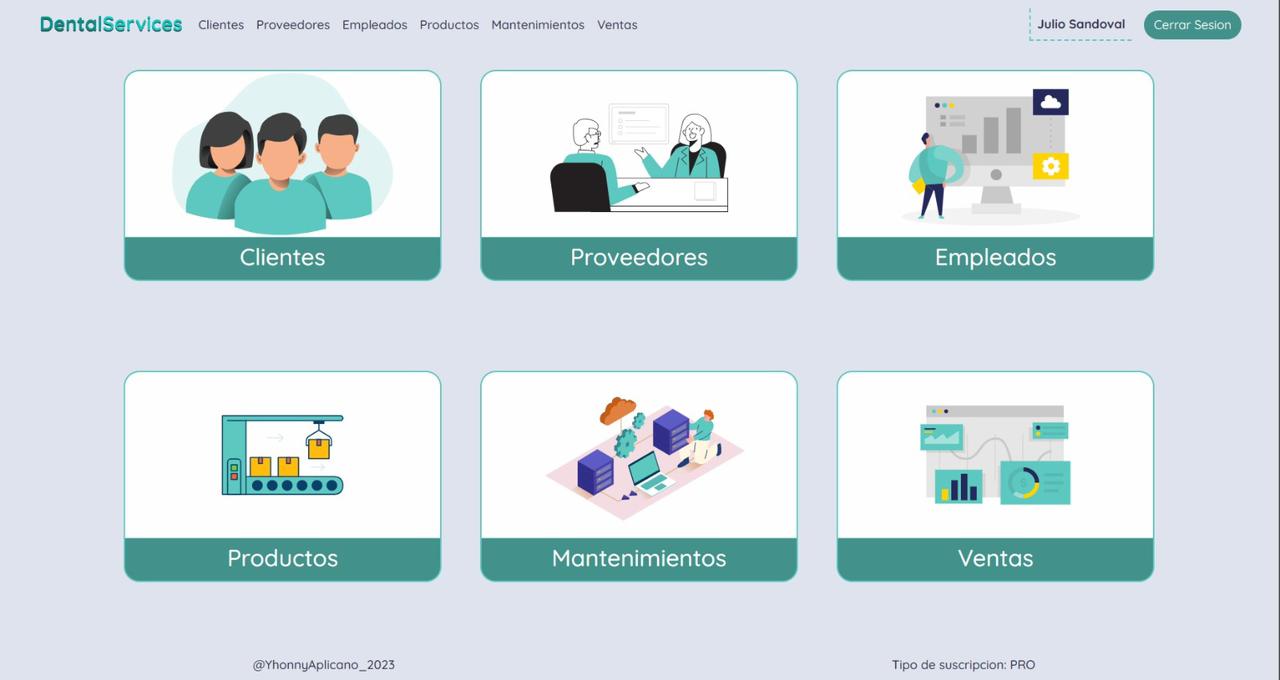 DentalServices Clientes Proveedores Empleados Productos Mantenimientos Ventas Julio Sandoval Cerrar Sesion
Clientes Proveedores Empleados
Productos Mantenimientos Ventas
@YhonnyAplicano_2023 Tipo de suscripcion: PRO